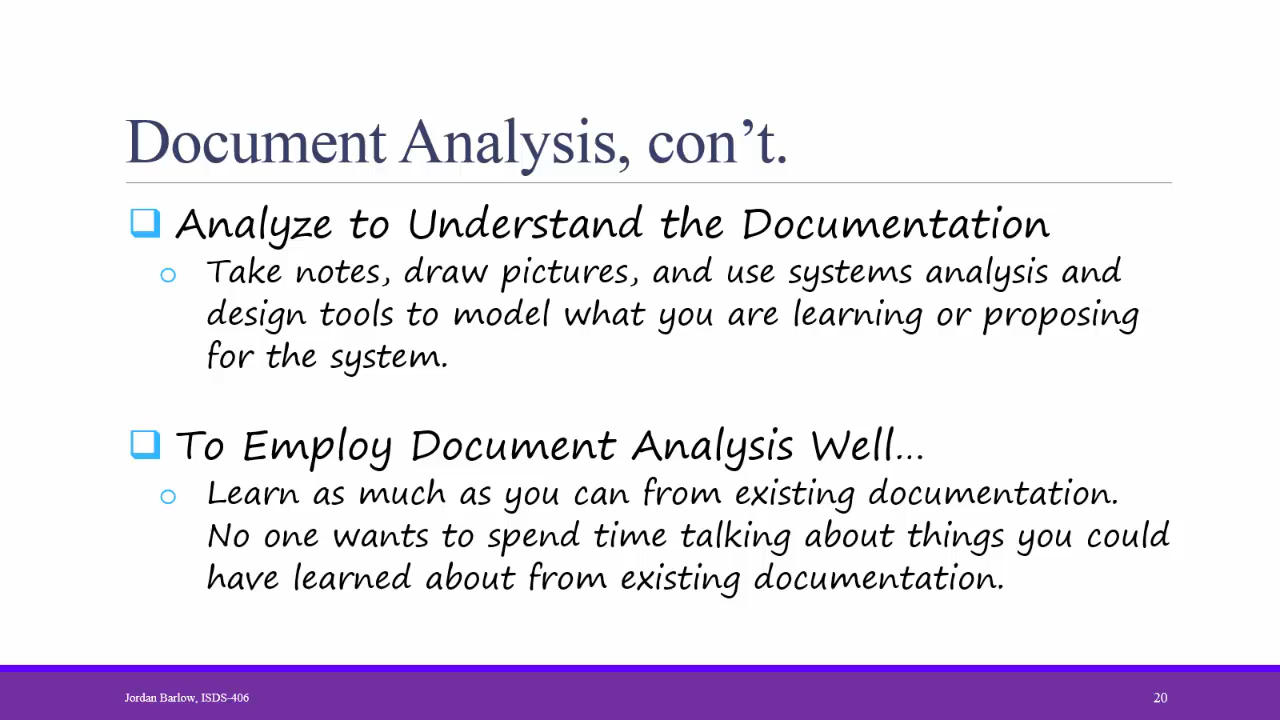 Document Analysis, con’t.
Analyze to Understand the Documentation
Take notes, draw pictures, and use systems analysis and
design tools to model what you are learning or proposing
for the system.
To Employ Document Analysis Well…
Learn as much as you can from existing documentation.
No one wants to spend time talking about things you could
have learned about from existing documentation.
Jordan Barlow, ISDS-406
20